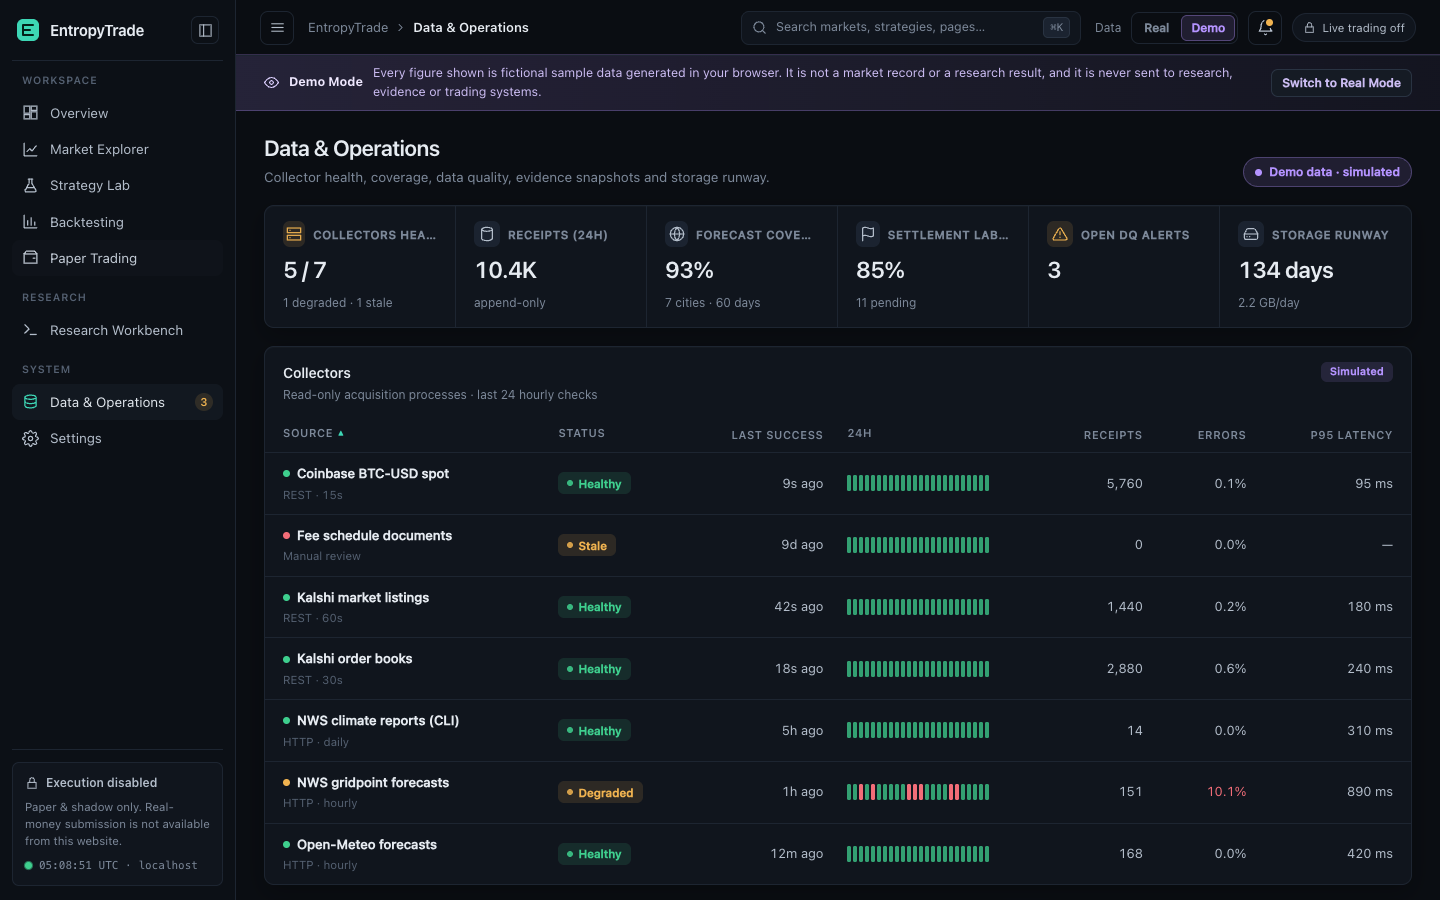 EntropyTrade
WORKSPACE
Overview
Market Explorer
Strategy Lab
Backtesting
Paper Trading
RESEARCH
Research Workbench
SYSTEM
Data & Operations 3
Settings
Execution disabled
Paper & shadow only. Real-
money submission is not available
from this website.
05:08:51 UTC · localhost
EntropyTrade > Data & Operations
Search markets, strategies, pages... ⌘K
Data Real Demo
Live trading off
Demo Mode
Every figure shown is fictional sample data generated in your browser. It is not a market record or a research result, and it is never sent to research,
evidence or trading systems.
Switch to Real Mode
Data & Operations
Collector health, coverage, data quality, evidence snapshots and storage runway.
Demo data · simulated
COLLECTORS HEA...
5 / 7
1 degraded · 1 stale
RECEIPTS (24H)
10.4K
append-only
FORECAST COVE...
93%
7 cities · 60 days
SETTLEMENT LAB...
85%
11 pending
OPEN DQ ALERTS
3
STORAGE RUNWAY
134 days
2.2 GB/day
Collectors
Read-only acquisition processes · last 24 hourly checks
Simulated
SOURCE ▲ STATUS LAST SUCCESS 24H RECEIPTS ERRORS P95 LATENCY
Coinbase BTC-USD spot Healthy 9s ago 5,760 0.1% 95 ms
REST · 15s
Fee schedule documents Stale 9d ago 0 0.0% —
Manual review
Kalshi market listings Healthy 42s ago 1,440 0.2% 180 ms
REST · 60s
Kalshi order books Healthy 18s ago 2,880 0.6% 240 ms
REST · 30s
NWS climate reports (CLI) Healthy 5h ago 14 0.0% 310 ms
HTTP · daily
NWS gridpoint forecasts Degraded 1h ago 151 10.1% 890 ms
HTTP · hourly
Open-Meteo forecasts Healthy 12m ago 168 0.0% 420 ms
HTTP · hourly